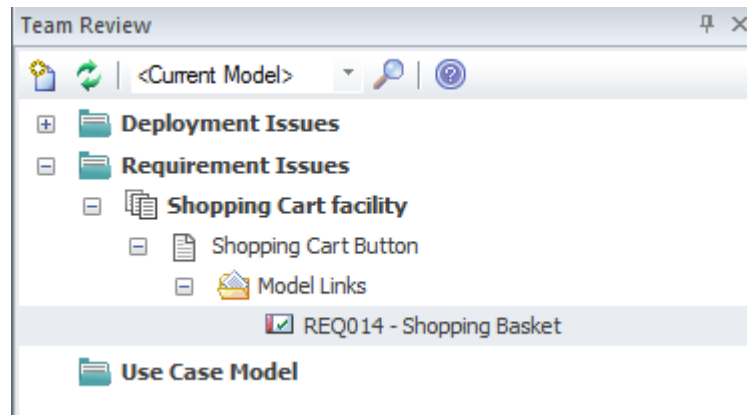 Team Review
<Current Model>
Deployment Issues
Requirement Issues
Shopping Cart facility
Shopping Cart Button
Model Links
REQ014 - Shopping Basket
Use Case Model